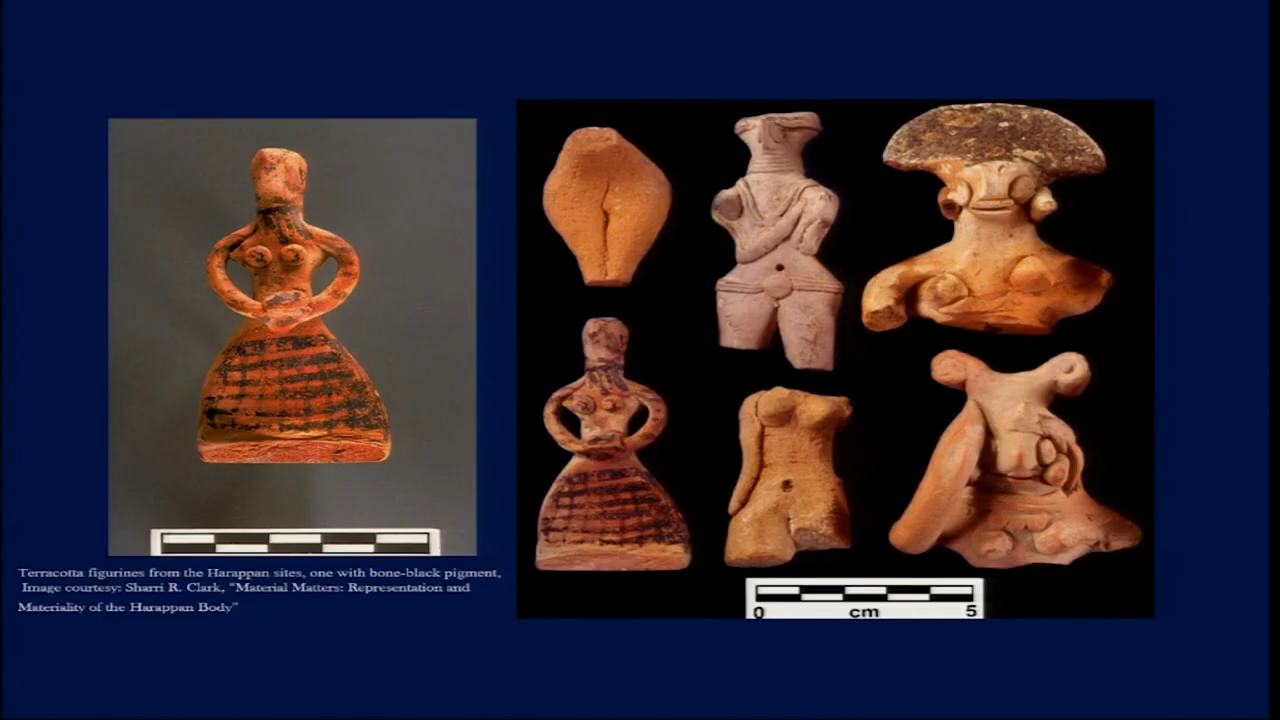 Terracotta figurines from the Harappan sites, one with bone-black pigment,
Image courtesy: Sharri R. Clark, “Material Matters: Representation and
Materiality of the Harappan Body”
0 cm 5